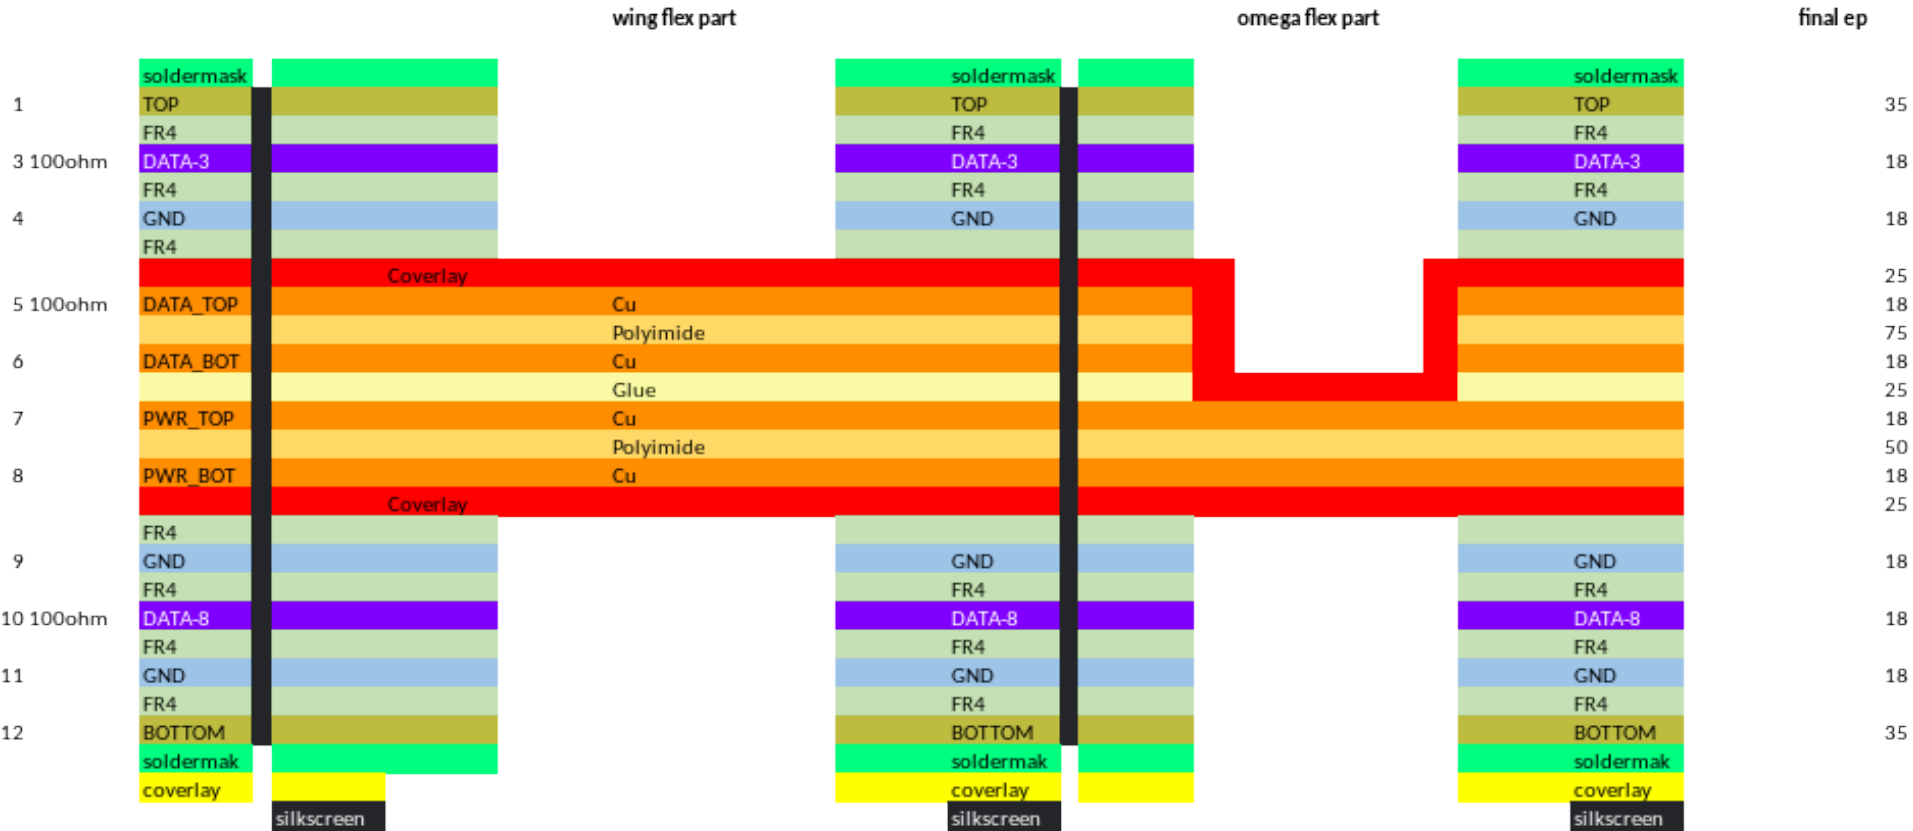 wing flex part omega flex part final ep
soldermask soldermask soldermask
1 TOP TOP TOP 35
FR4 FR4 FR4
3 100ohm DATA-3 DATA-3 DATA-3 18
FR4 FR4 FR4
4 GND GND GND 18
FR4
Coverlay 25
5 100ohm DATA_TOP Cu 18
Polyimide 75
6 DATA_BOT Cu 18
Glue 25
7 PWR_TOP Cu 18
Polyimide 50
8 PWR_BOT Cu 18
Coverlay 25
FR4
9 GND GND GND 18
FR4 FR4 FR4
10 100ohm DATA-8 DATA-8 DATA-8 18
FR4 FR4 FR4
11 GND GND GND 18
FR4 FR4 FR4
12 BOTTOM BOTTOM BOTTOM 35
soldermak soldermak soldermak
coverlay coverlay coverlay
silkscreen silkscreen silkscreen